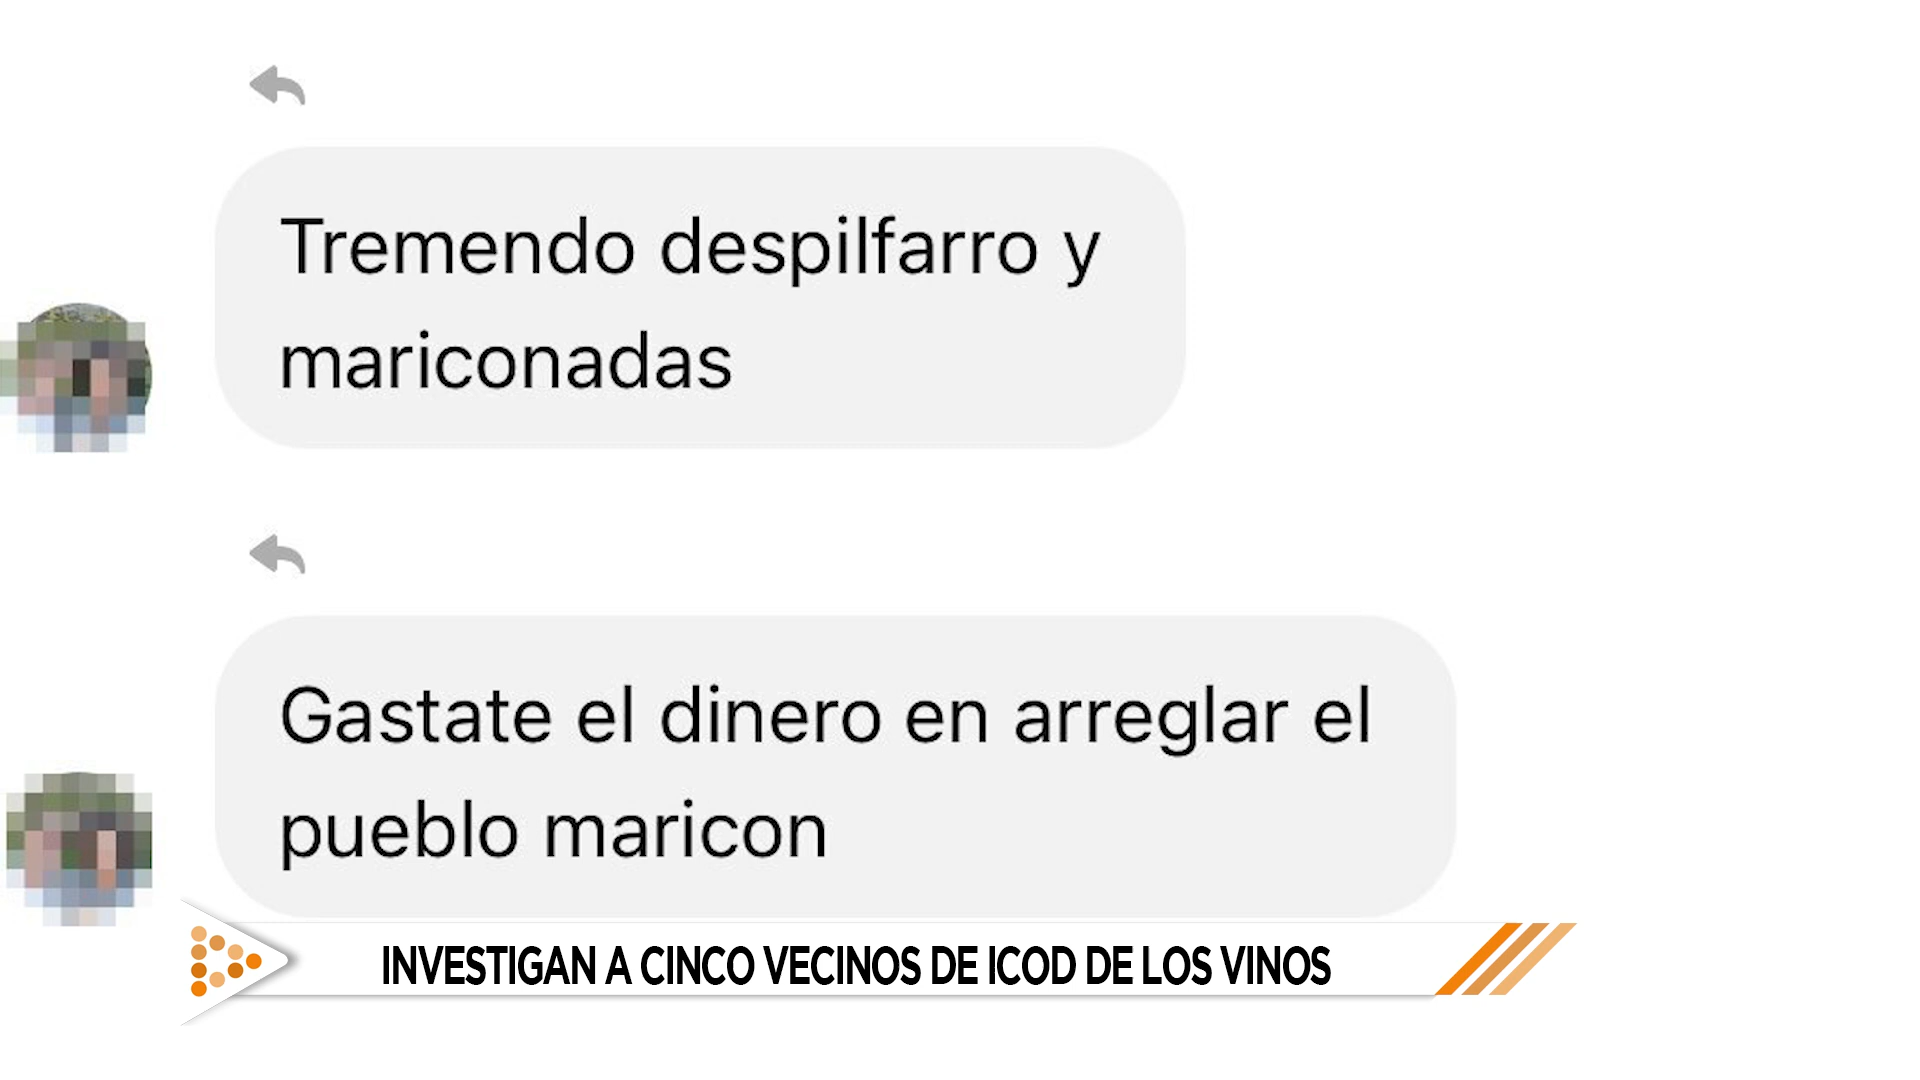 Tremendo despilfarro y
mariconadas
Gastate el dinero en arreglar el
pueblo maricon
INVESTIGAN A CINCO VECINOS DE ICOD DE LOS VINOS